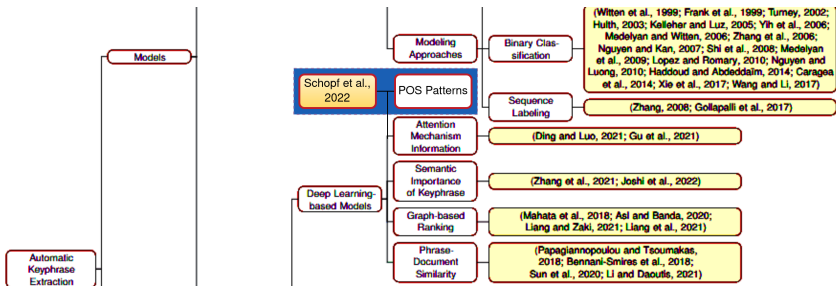 Models
Automatic
Keyphrase
Extraction
Modeling
Approaches
Binary Clas-
sification
(Witten et al., 1999; Frank et al., 1999; Turney, 2002;
Hulth, 2003; Kelleher and Luz, 2005; Yih et al., 2006;
Medelyan and Witten, 2006; Zhang et al., 2006;
Nguyen and Kan, 2007; Shi et al., 2008; Medelyan
et al., 2009; Lopez and Romary, 2010; Nguyen and
Luong, 2010; Haddoud and Abdeddaïm, 2014; Caragea
et al., 2014; Xie et al., 2017; Wang and Li, 2017)
Schopf et al.,
2022
POS Patterns
Sequence
Labeling
(Zhang, 2008; Gollapalli et al., 2017)
Attention
Mechanism
Information
(Ding and Luo, 2021; Gu et al., 2021)
Deep Learning-
based Models
Semantic
Importance
of Keyphrase
(Zhang et al., 2021; Joshi et al., 2022)
Graph-based
Ranking
(Mahata et al., 2018; Asl and Banda, 2020;
Liang and Zaki, 2021; Liang et al., 2021)
Phrase-
Document
Similarity
(Papagiannopoulou and Tsoumakas,
2018; Bennani-Smires et al., 2018;
Sun et al., 2020; Li and Daoutis, 2021)